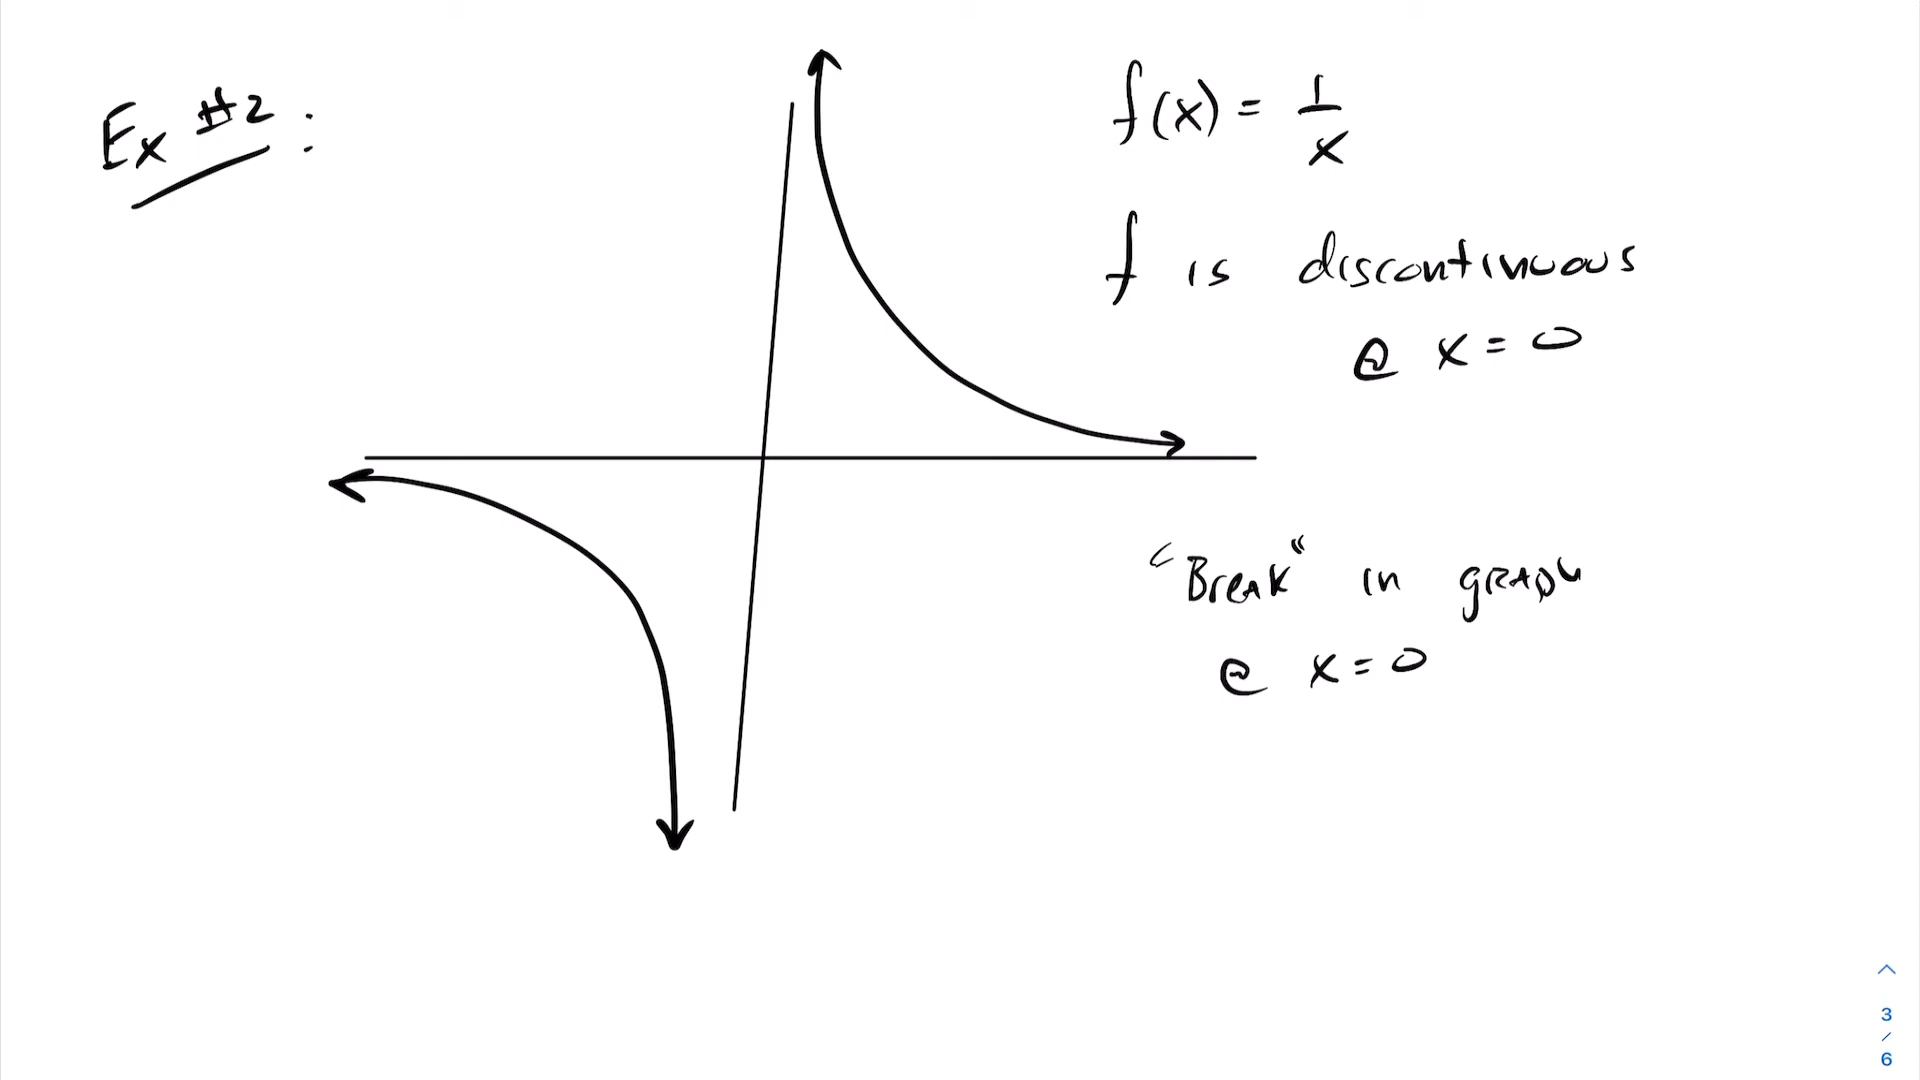 Ex #2 :
f(x) = 1/x
f is discontinuous
@ x = 0
"Break" in graph
@ x = 0
3
/
6